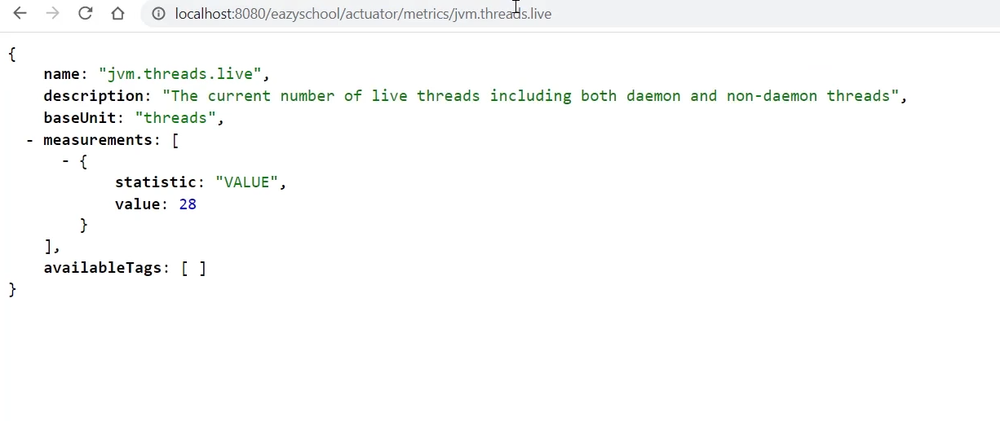 localhost:8080/eazyschool/actuator/metrics/jvm.threads.live
{
name: "jvm.threads.live",
description: "The current number of live threads including both daemon and non-daemon threads",
baseUnit: "threads",
- measurements: [
- {
statistic: "VALUE",
value: 28
}
],
availableTags: [ ]
}